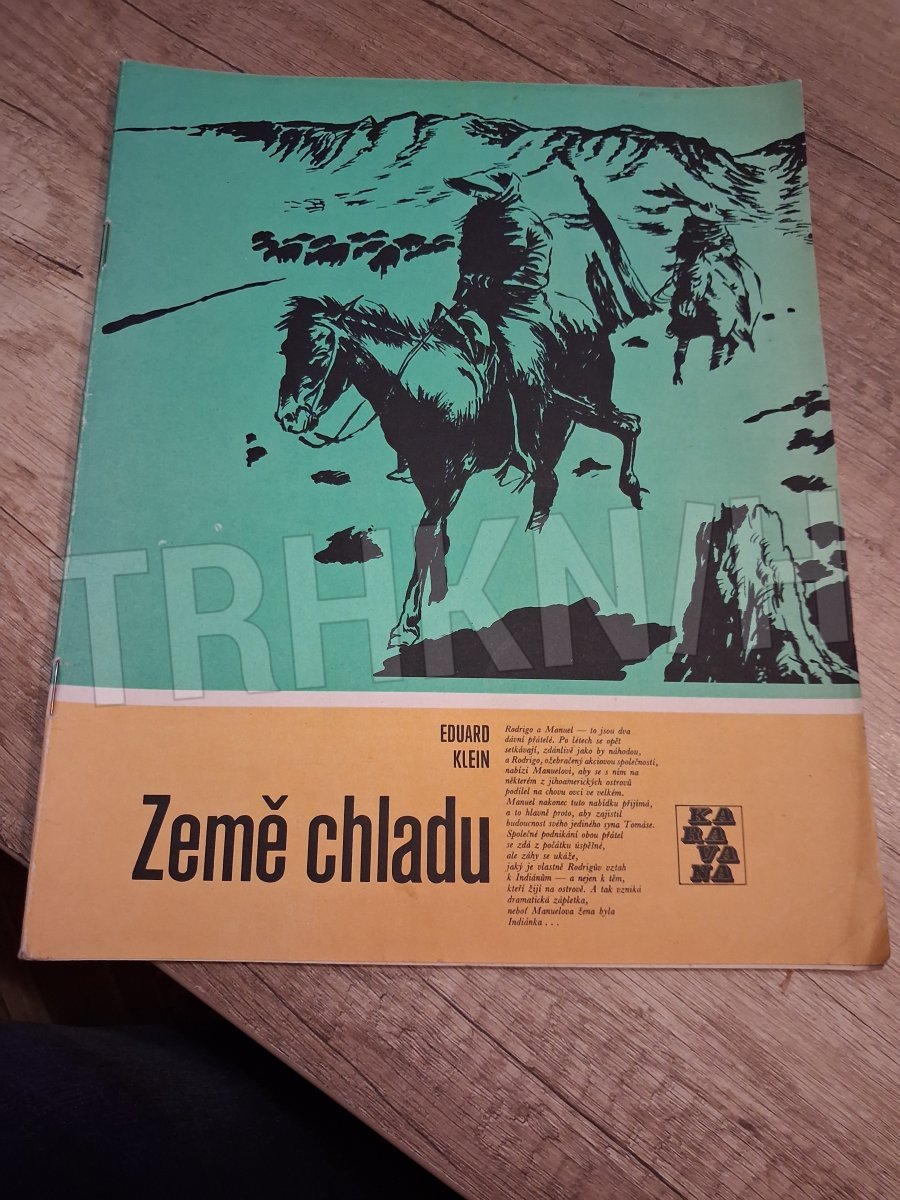 TRHKNIH
EDUARD
KLEIN
Země chladu
Rodrigo a Manuel — to jsou dva
dávní přátelé. Po létech se opět
setkávají, zdánlivě jako by náhodou,
a Rodrigo, ožebračený akciovou společností,
nabízí Manuelovi, aby se s ním na
některém z jihoamerických ostrovů
podílel na chovu ovcí ve velkém.
Manuel nakonec tuto nabídku přijímá,
a to hlavně proto, aby zajistil
budoucnost svého jediného syna Tomáse.
Společné podnikání obou přátel
se zdá z počátku úspěšné,
ale záhy se ukáže,
jaký je vlastně Rodrigův vztah
k Indiánům — a nejen k těm,
kteří žijí na ostrově. A tak vzniká
dramatická zápletka,
neboť Manuelova žena byla
Indiánka . . .
KA
RA
VA
NA